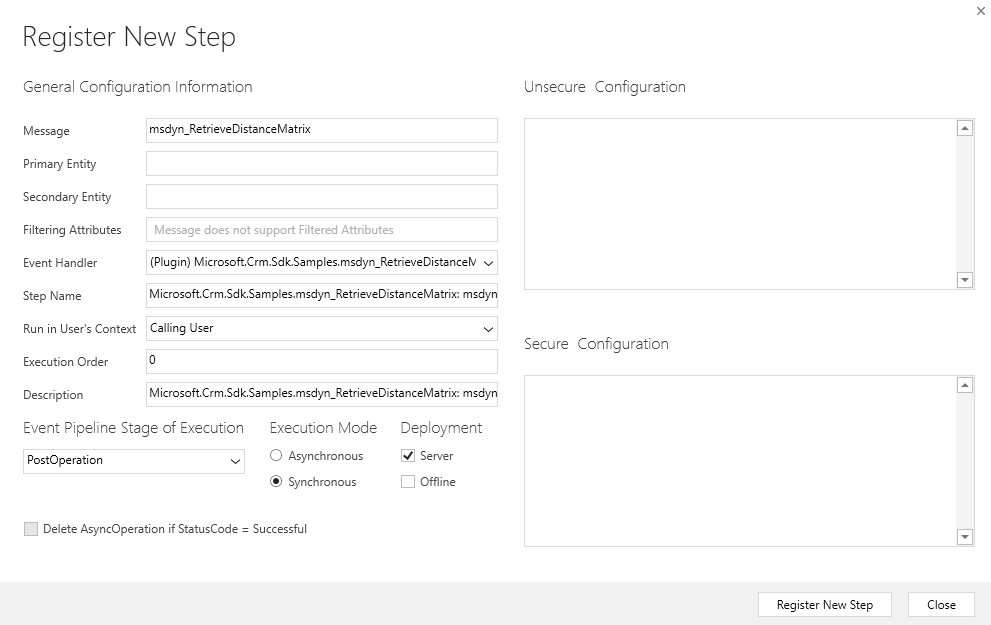 Register New Step
General Configuration Information
Message
msdyn_RetrieveDistanceMatrix
Primary Entity
Secondary Entity
Filtering Attributes
Message does not support Filtered Attributes
Event Handler
(Plugin) Microsoft.Crm.Sdk.Samples.msdyn_RetrieveDistanceM
Step Name
Microsoft.Crm.Sdk.Samples.msdyn_RetrieveDistanceMatrix: msdyn
Run in User's Context
Calling User
Execution Order
0
Description
Microsoft.Crm.Sdk.Samples.msdyn_RetrieveDistanceMatrix: msdyn
Event Pipeline Stage of Execution
PostOperation
Execution Mode
Asynchronous
Synchronous
Deployment
Server
Offline
Delete AsyncOperation if StatusCode = Successful
Unsecure Configuration
Secure Configuration
Register New Step
Close